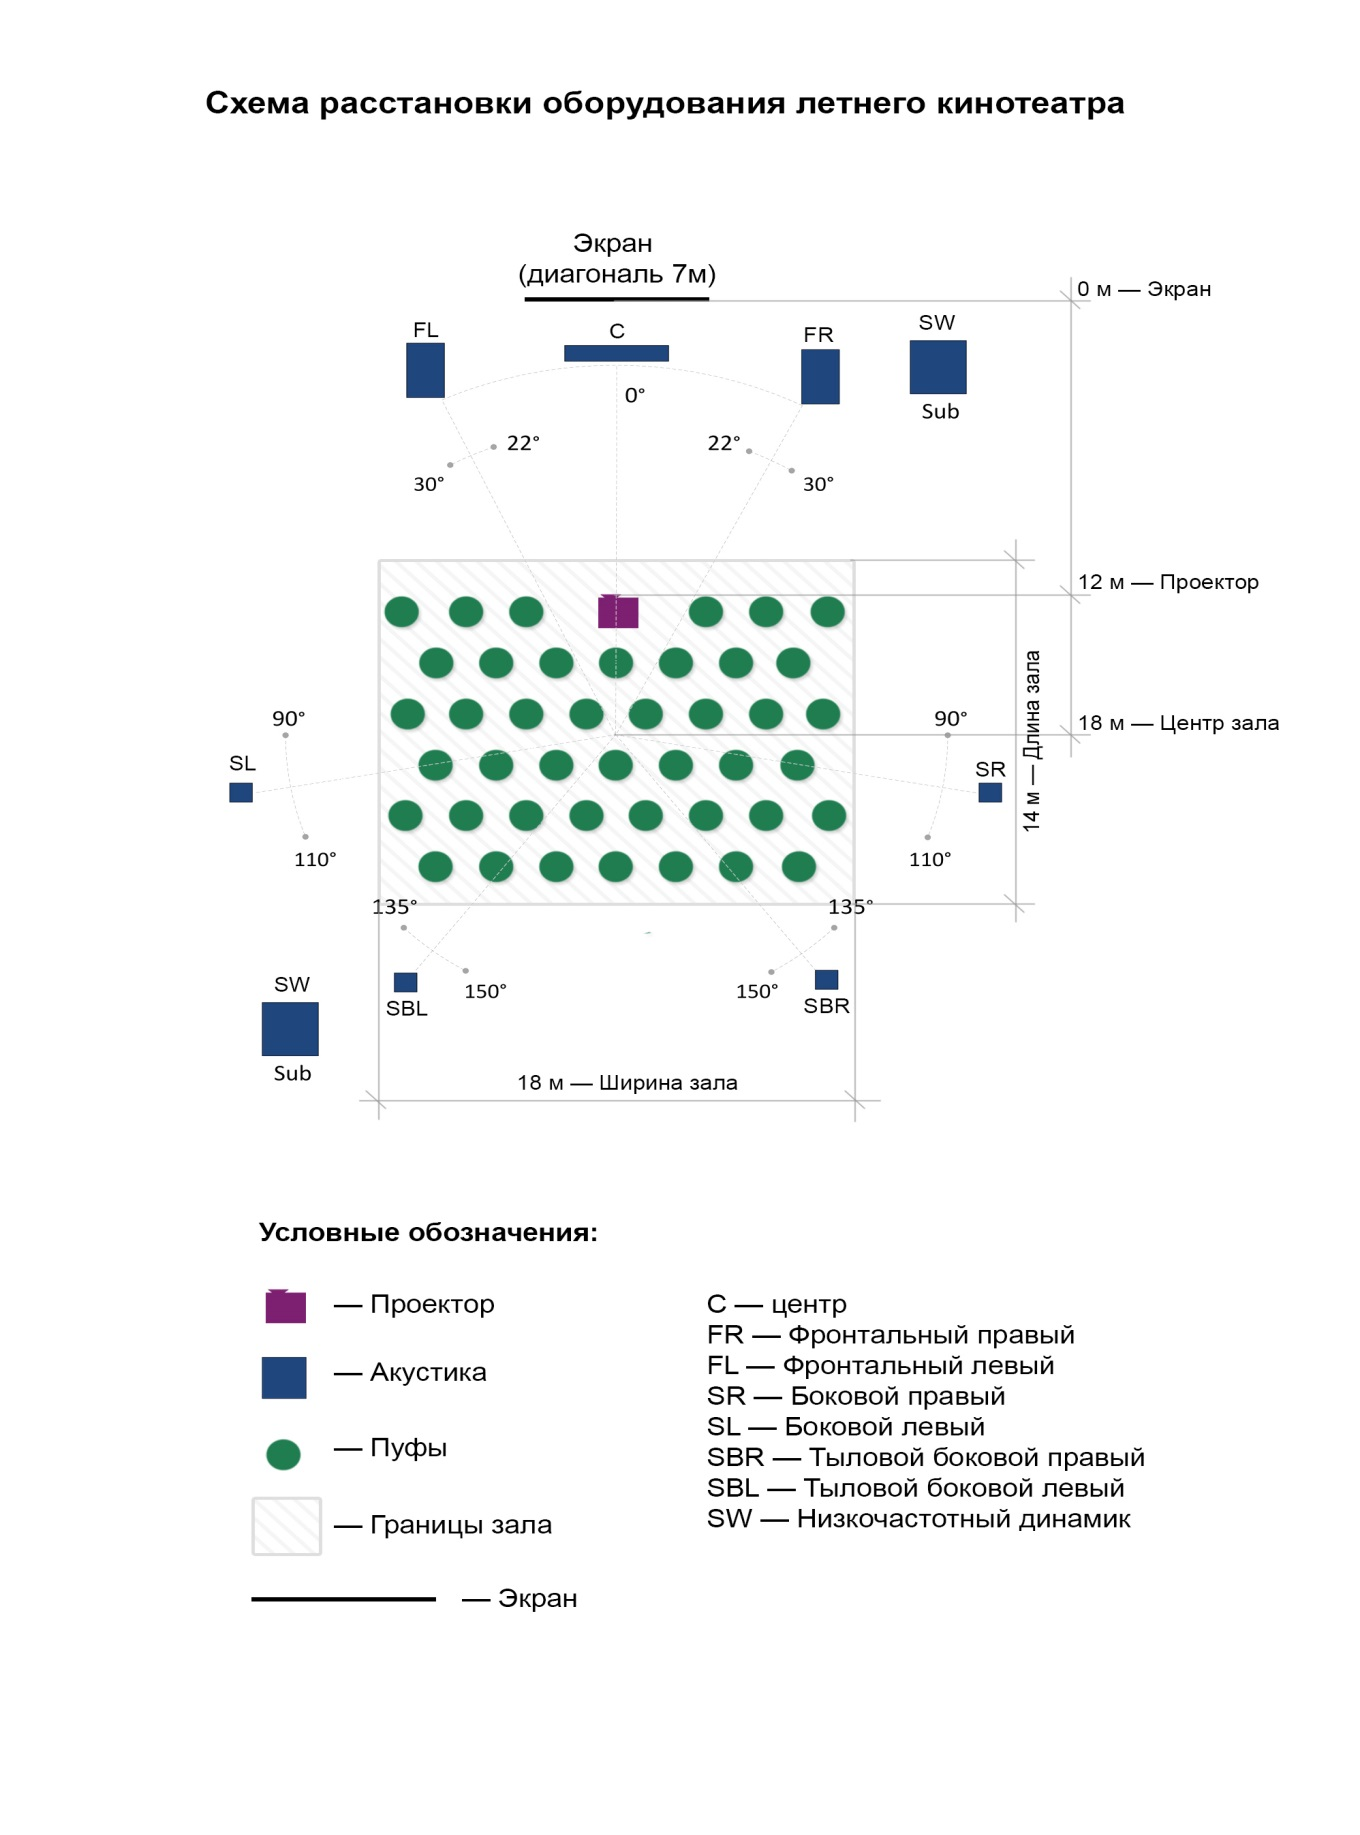 Схема расстановки оборудования летнего кинотеатра
Экран
(диагональ 7м)
0 м — Экран
FL
C
FR
SW
Sub
0°
22°
22°
30°
30°
12 м — Проектор
14 м — Длина зала
18 м — Центр зала
90°
90°
SL
SR
110°
110°
135°
135°
150°
150°
SBL
SBR
SW
Sub
18 м — Ширина зала
Условные обозначения:
— Проектор
— Акустика
— Пуфы
— Границы зала
— Экран
C — центр
FR — Фронтальный правый
FL — Фронтальный левый
SR — Боковой правый
SL — Боковой левый
SBR — Тыловой боковой правый
SBL — Тыловой боковой левый
SW — Низкочастотный динамик